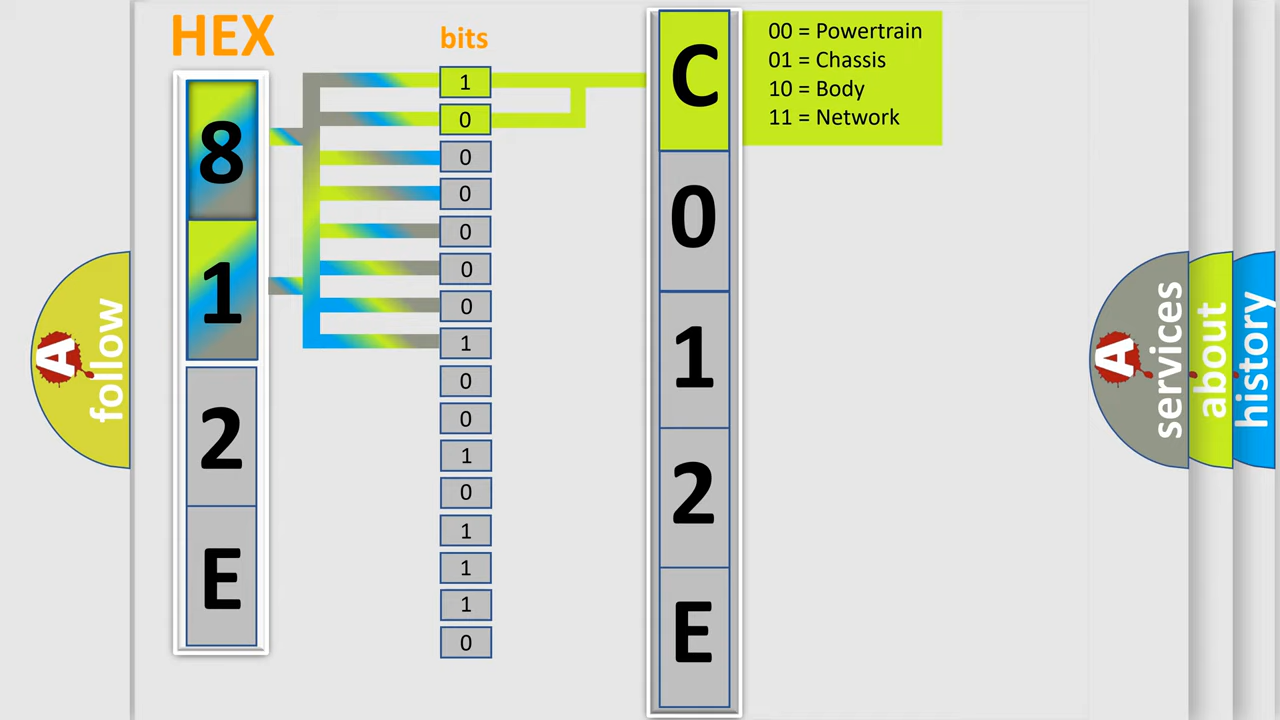 HEX
bits
8
1
2
E
1
0
0
0
0
0
0
1
0
0
1
0
1
1
1
0
C
0
1
2
E
00 = Powertrain
01 = Chassis
10 = Body
11 = Network
A
follow
A
services
about
history